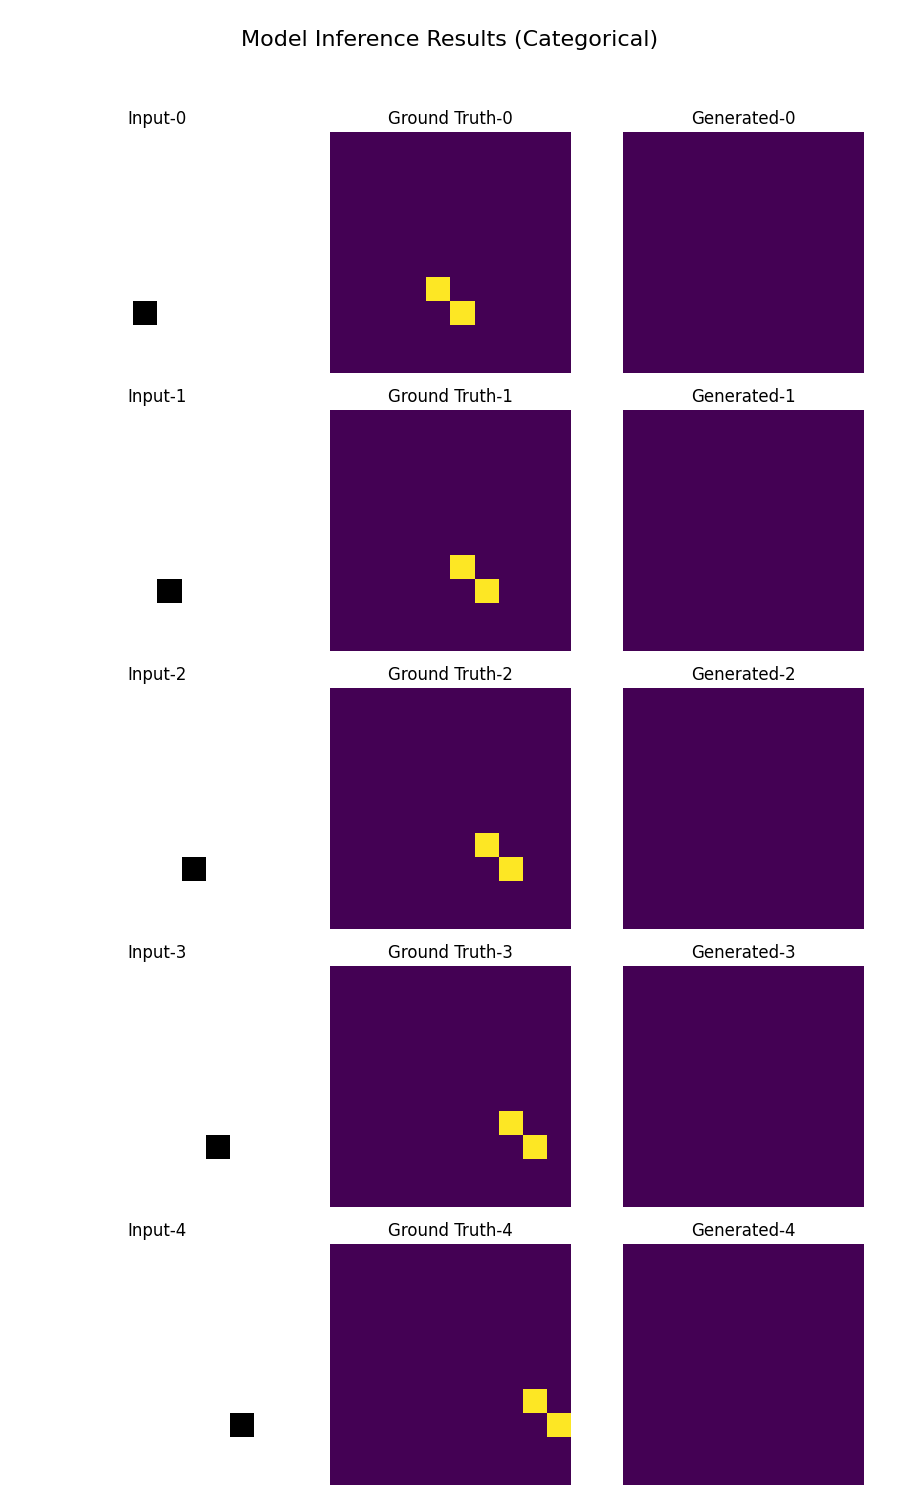 Model Inference Results (Categorical)
Input-0 Ground Truth-0 Generated-0
Input-1 Ground Truth-1 Generated-1
Input-2 Ground Truth-2 Generated-2
Input-3 Ground Truth-3 Generated-3
Input-4 Ground Truth-4 Generated-4